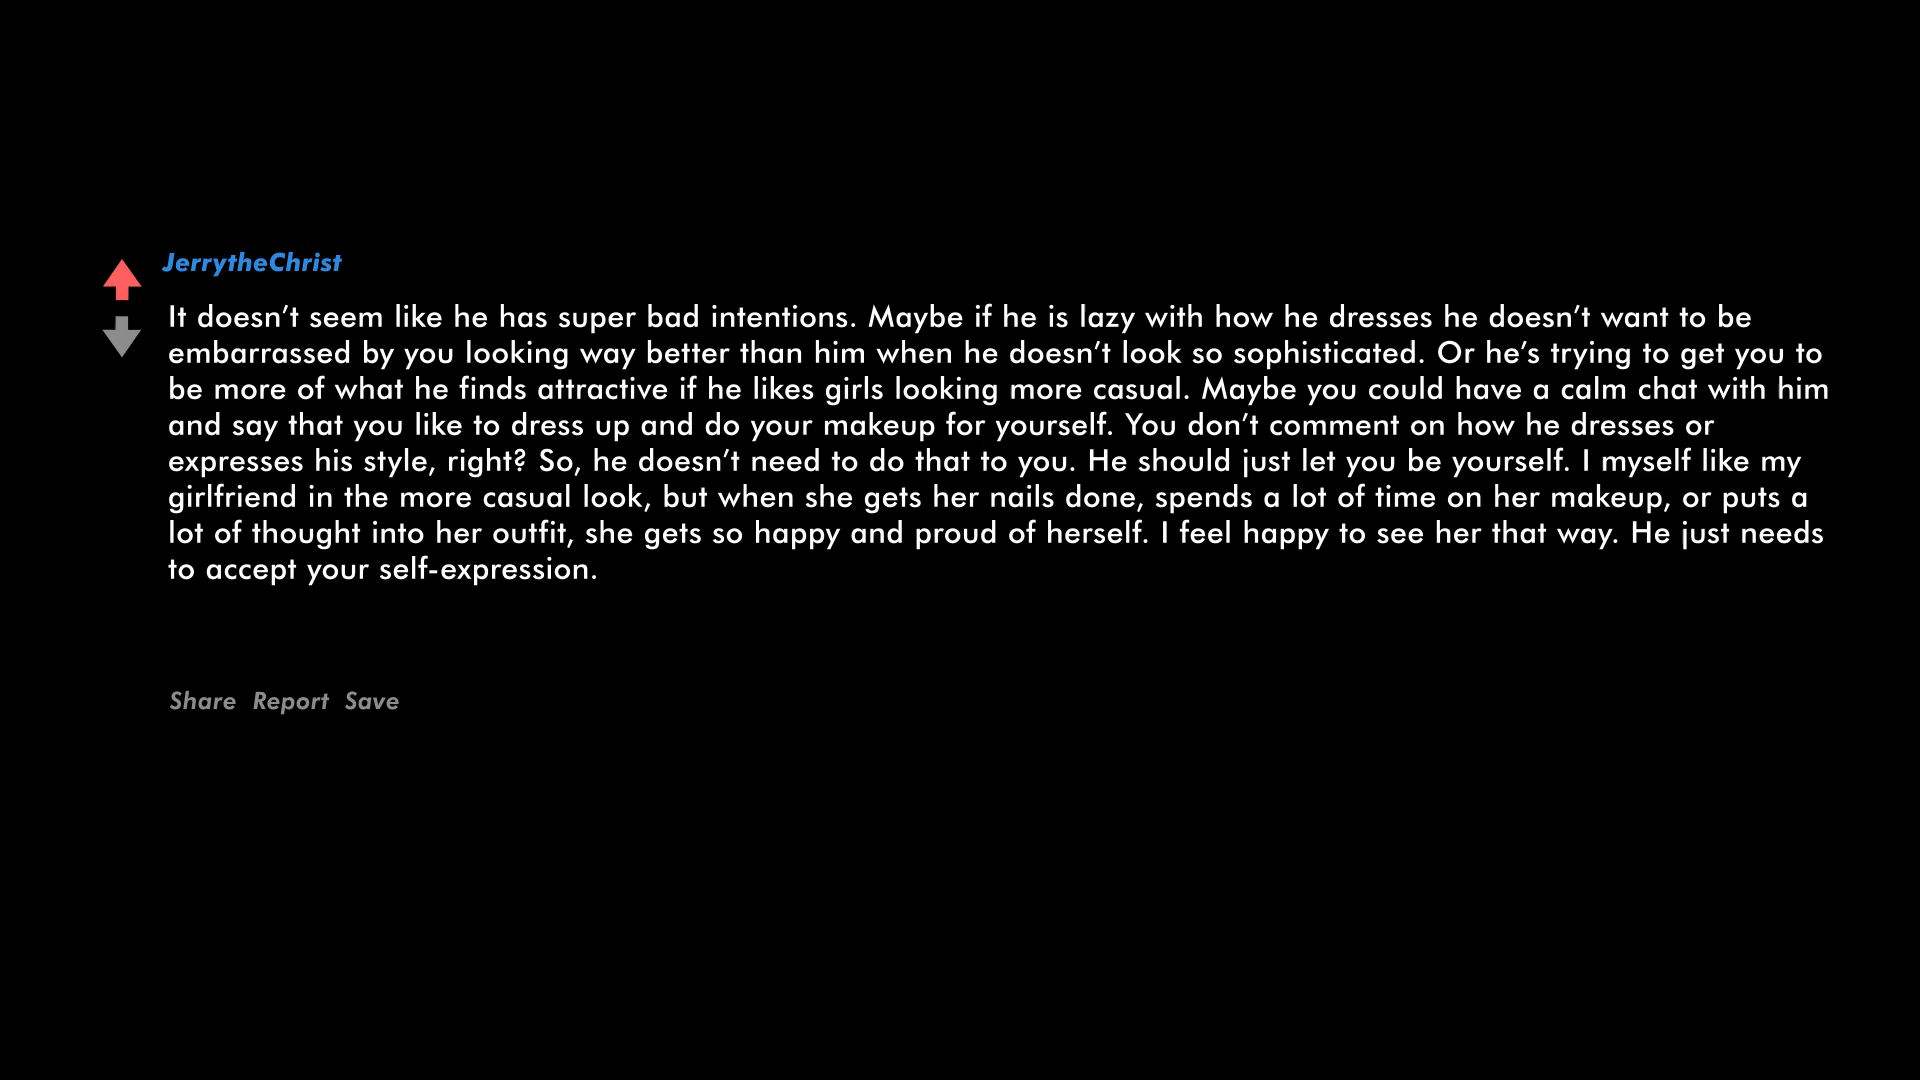 JerrytheChrist
It doesn’t seem like he has super bad intentions. Maybe if he is lazy with how he dresses he doesn’t want to be
embarrassed by you looking way better than him when he doesn’t look so sophisticated. Or he’s trying to get you to
be more of what he finds attractive if he likes girls looking more casual. Maybe you could have a calm chat with him
and say that you like to dress up and do your makeup for yourself. You don’t comment on how he dresses or
expresses his style, right? So, he doesn’t need to do that to you. He should just let you be yourself. I myself like my
girlfriend in the more casual look, but when she gets her nails done, spends a lot of time on her makeup, or puts a
lot of thought into her outfit, she gets so happy and proud of herself. I feel happy to see her that way. He just needs
to accept your self-expression.
Share Report Save